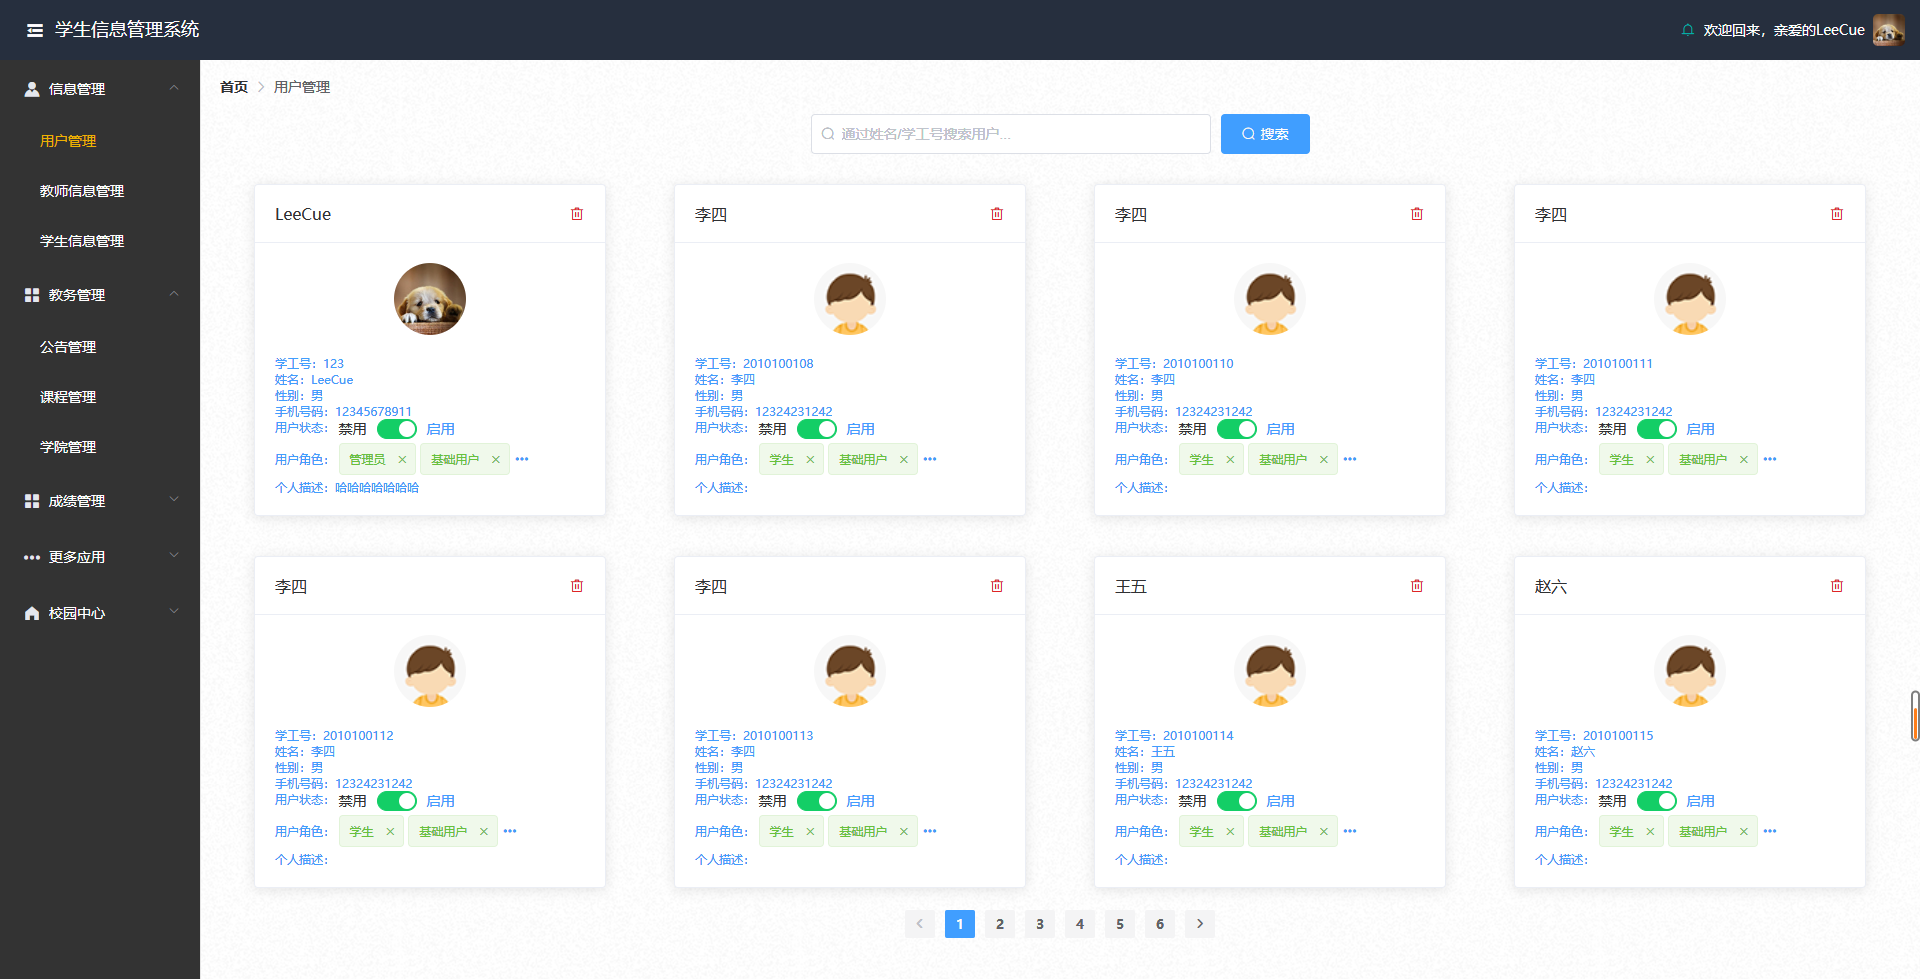 学生信息管理系统
欢迎回来，亲爱的LeeCue
信息管理
用户管理
教师信息管理
学生信息管理
教务管理
公告管理
课程管理
学院管理
成绩管理
更多应用
校园中心
首页 > 用户管理
通过姓名/学工号搜索用户...
搜索
LeeCue
学工号：123
姓名：LeeCue
性别：男
手机号码：12345678911
用户状态： 禁用 启用
用户角色： 管理员 基础用户
个人描述：哈哈哈哈哈哈哈
李四
学工号：2010100108
姓名：李四
性别：男
手机号码：12324231242
用户状态： 禁用 启用
用户角色： 学生 基础用户
个人描述：
李四
学工号：2010100110
姓名：李四
性别：男
手机号码：12324231242
用户状态： 禁用 启用
用户角色： 学生 基础用户
个人描述：
李四
学工号：2010100111
姓名：李四
性别：男
手机号码：12324231242
用户状态： 禁用 启用
用户角色： 学生 基础用户
个人描述：
李四
学工号：2010100112
姓名：李四
性别：男
手机号码：12324231242
用户状态： 禁用 启用
用户角色： 学生 基础用户
个人描述：
李四
学工号：2010100113
姓名：李四
性别：男
手机号码：12324231242
用户状态： 禁用 启用
用户角色： 学生 基础用户
个人描述：
王五
学工号：2010100114
姓名：王五
性别：男
手机号码：12324231242
用户状态： 禁用 启用
用户角色： 学生 基础用户
个人描述：
赵六
学工号：2010100115
姓名：赵六
性别：男
手机号码：12324231242
用户状态： 禁用 启用
用户角色： 学生 基础用户
个人描述：
1 2 3 4 5 6